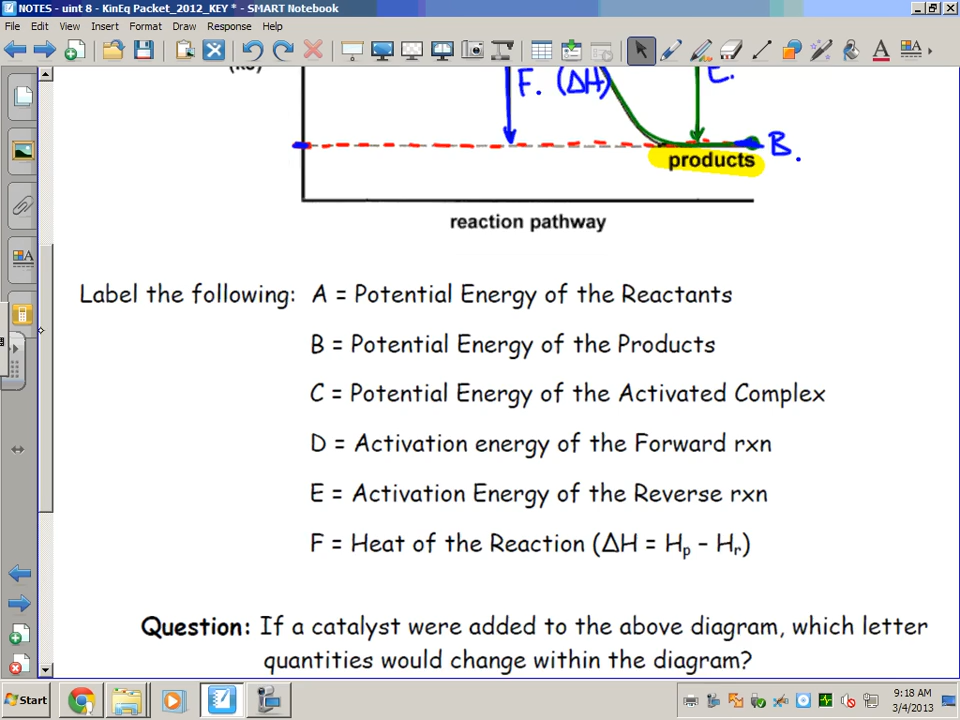 NOTES - uint 8 - KinEq Packet_2012_KEY * - SMART Notebook
File Edit View Insert Format Draw Response Help
F. (ΔH) E.
B.
products
reaction pathway
Label the following: A = Potential Energy of the Reactants
B = Potential Energy of the Products
C = Potential Energy of the Activated Complex
D = Activation energy of the Forward rxn
E = Activation Energy of the Reverse rxn
F = Heat of the Reaction (ΔH = Hp – Hr)
Question: If a catalyst were added to the above diagram, which letter
quantities would change within the diagram?
Start
9:18 AM
3/4/2013